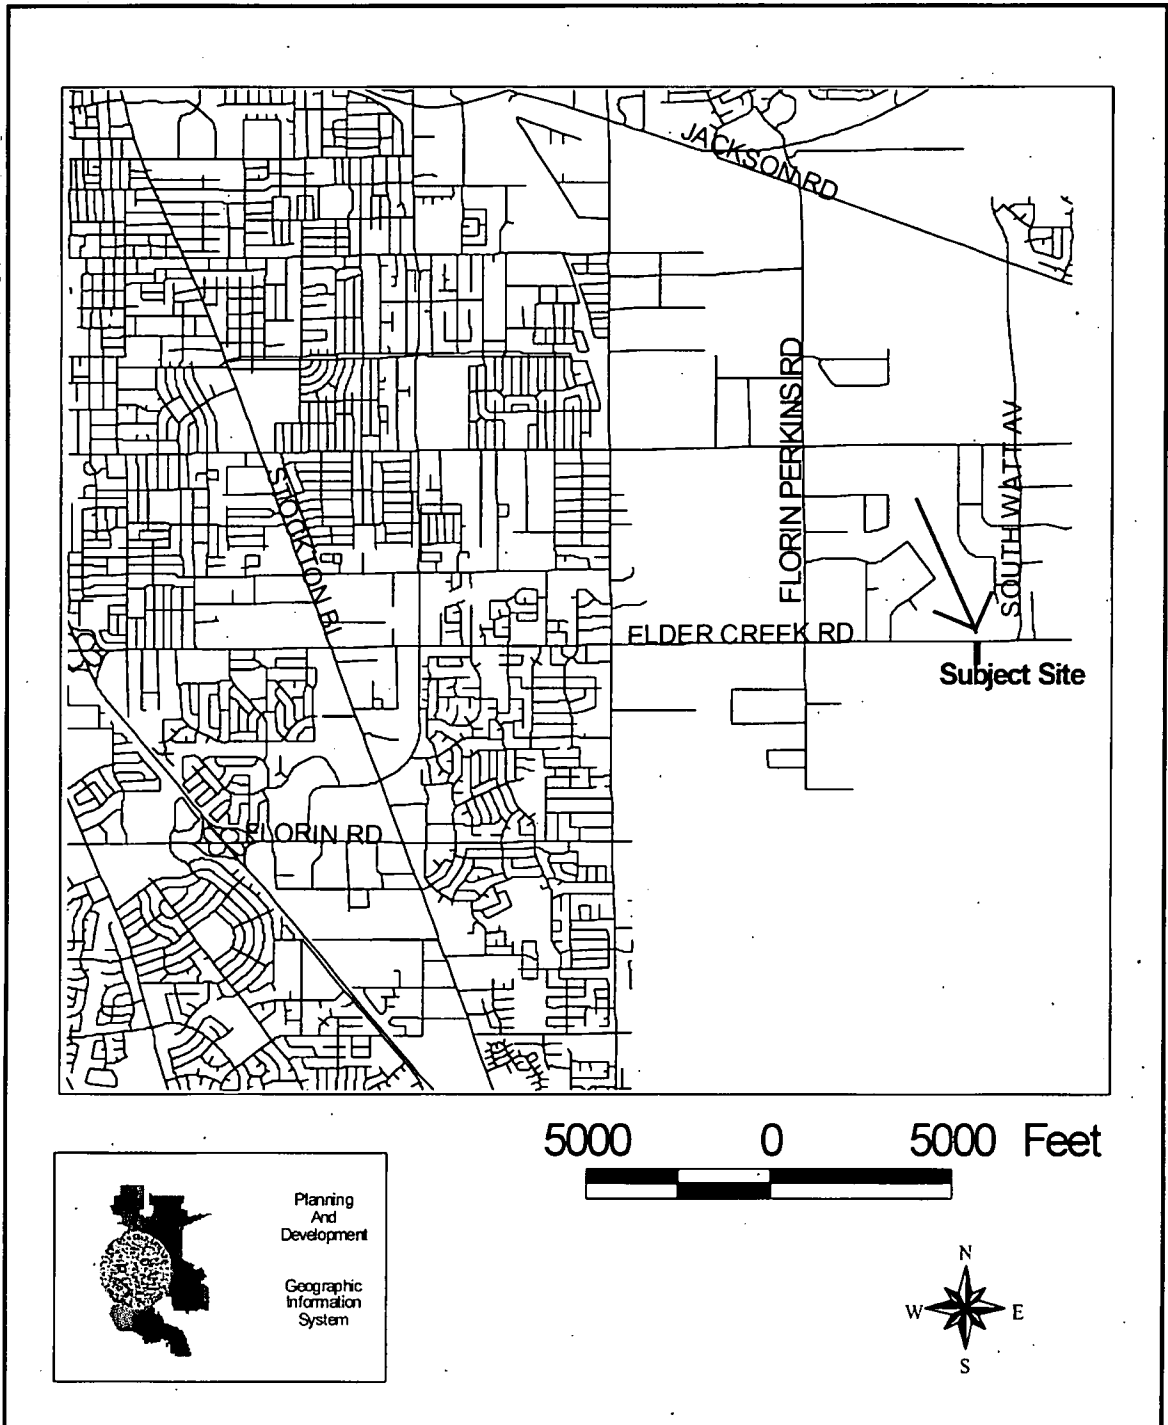 JACKSON RD
FLORIN PERKINS RD
SOUTH WATT AV
STOCKTON BL
ELDER CREEK RD
Subject Site
FLORIN RD
5000 0 5000 Feet
Planning
And
Development
Geographic
Information
System
N
W E
S